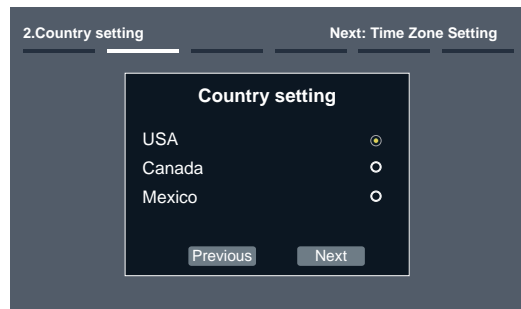 2.Country setting
Next: Time Zone Setting
Country setting
USA
Canada
Mexico
Previous
Next